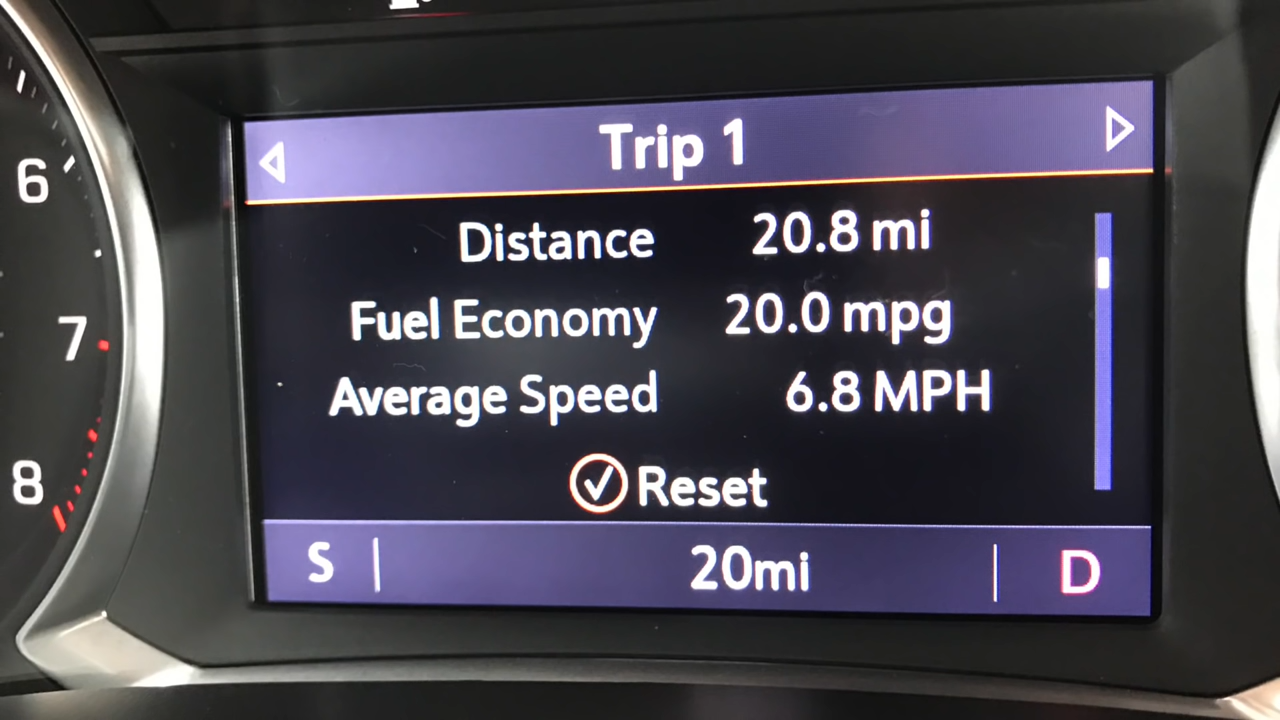 Trip 1
Distance 20.8 mi
Fuel Economy 20.0 mpg
Average Speed 6.8 MPH
Reset
S 20mi D
6
7
8